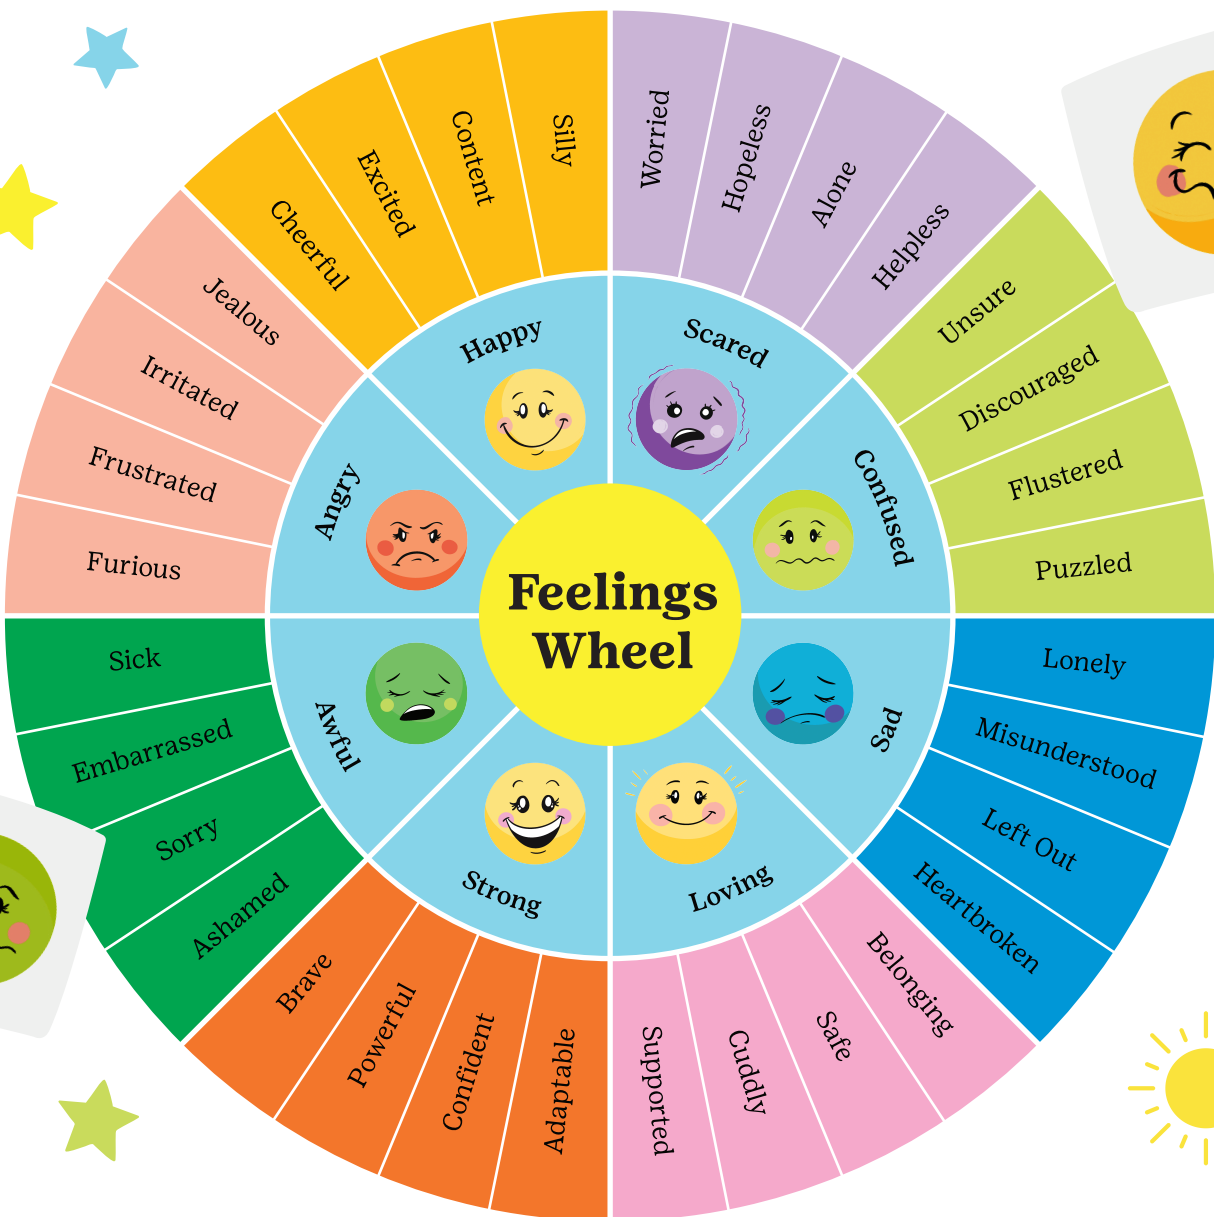 Feelings
Wheel
Happy
Silly
Content
Excited
Cheerful
Scared
Worried
Hopeless
Alone
Helpless
Confused
Unsure
Discouraged
Flustered
Puzzled
Sad
Lonely
Misunderstood
Left Out
Heartbroken
Loving
Belonging
Safe
Cuddly
Supported
Strong
Adaptable
Confident
Powerful
Brave
Awful
Ashamed
Sorry
Embarrassed
Sick
Angry
Furious
Frustrated
Irritated
Jealous